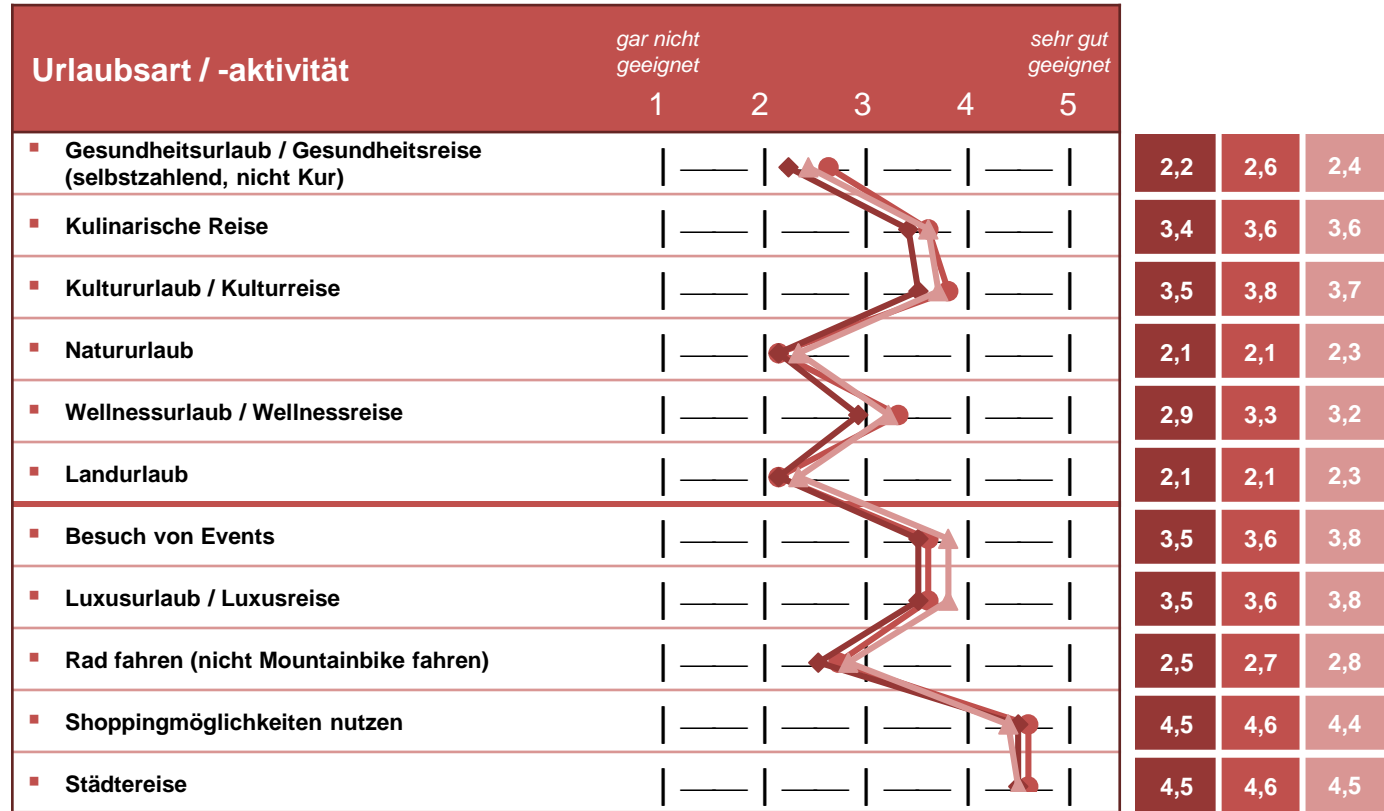 Urlaubsart / -aktivität
gar nicht
geeignet
sehr gut
geeignet
1 2 3 4 5
▪ Gesundheitsurlaub / Gesundheitsreise
(selbstzahlend, nicht Kur)
2,2 2,6 2,4
▪ Kulinarische Reise
3,4 3,6 3,6
▪ Kultururlaub / Kulturreise
3,5 3,8 3,7
▪ Natururlaub
2,1 2,1 2,3
▪ Wellnessurlaub / Wellnessreise
2,9 3,3 3,2
▪ Landurlaub
2,1 2,1 2,3
▪ Besuch von Events
3,5 3,6 3,8
▪ Luxusurlaub / Luxusreise
3,5 3,6 3,8
▪ Rad fahren (nicht Mountainbike fahren)
2,5 2,7 2,8
▪ Shoppingmöglichkeiten nutzen
4,5 4,6 4,4
▪ Städtereise
4,5 4,6 4,5